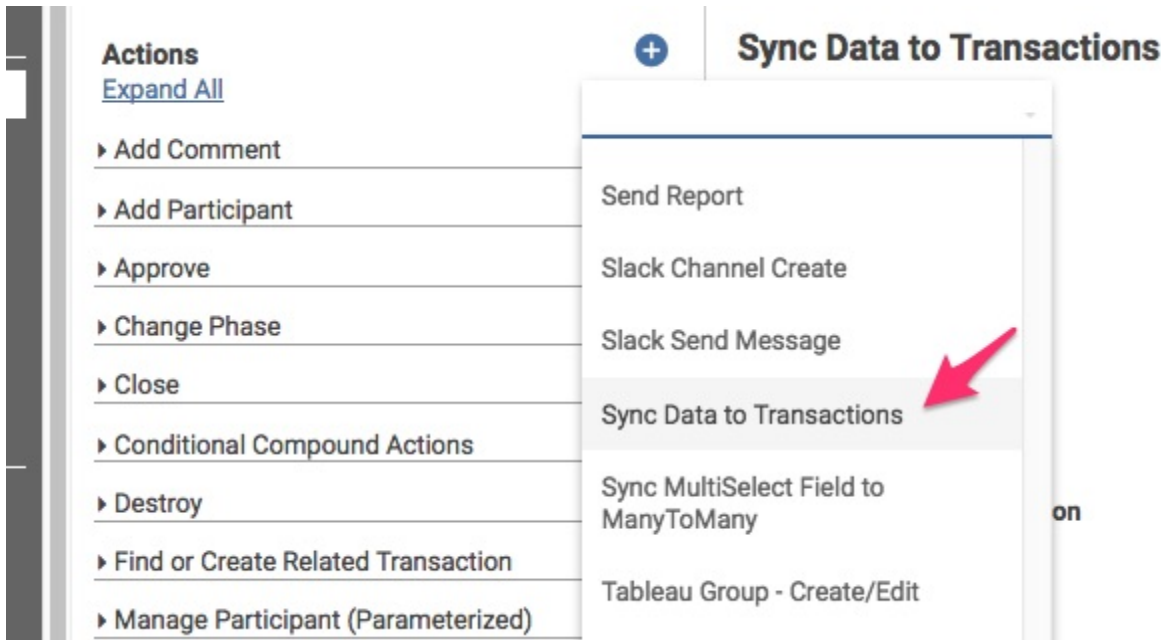 Actions
Expand All
Add Comment
Add Participant
Approve
Change Phase
Close
Conditional Compound Actions
Destroy
Find or Create Related Transaction
Manage Participant (Parameterized)
Sync Data to Transactions
Send Report
Slack Channel Create
Slack Send Message
Sync Data to Transactions
Sync MultiSelect Field to
ManyToMany
Tableau Group - Create/Edit
on